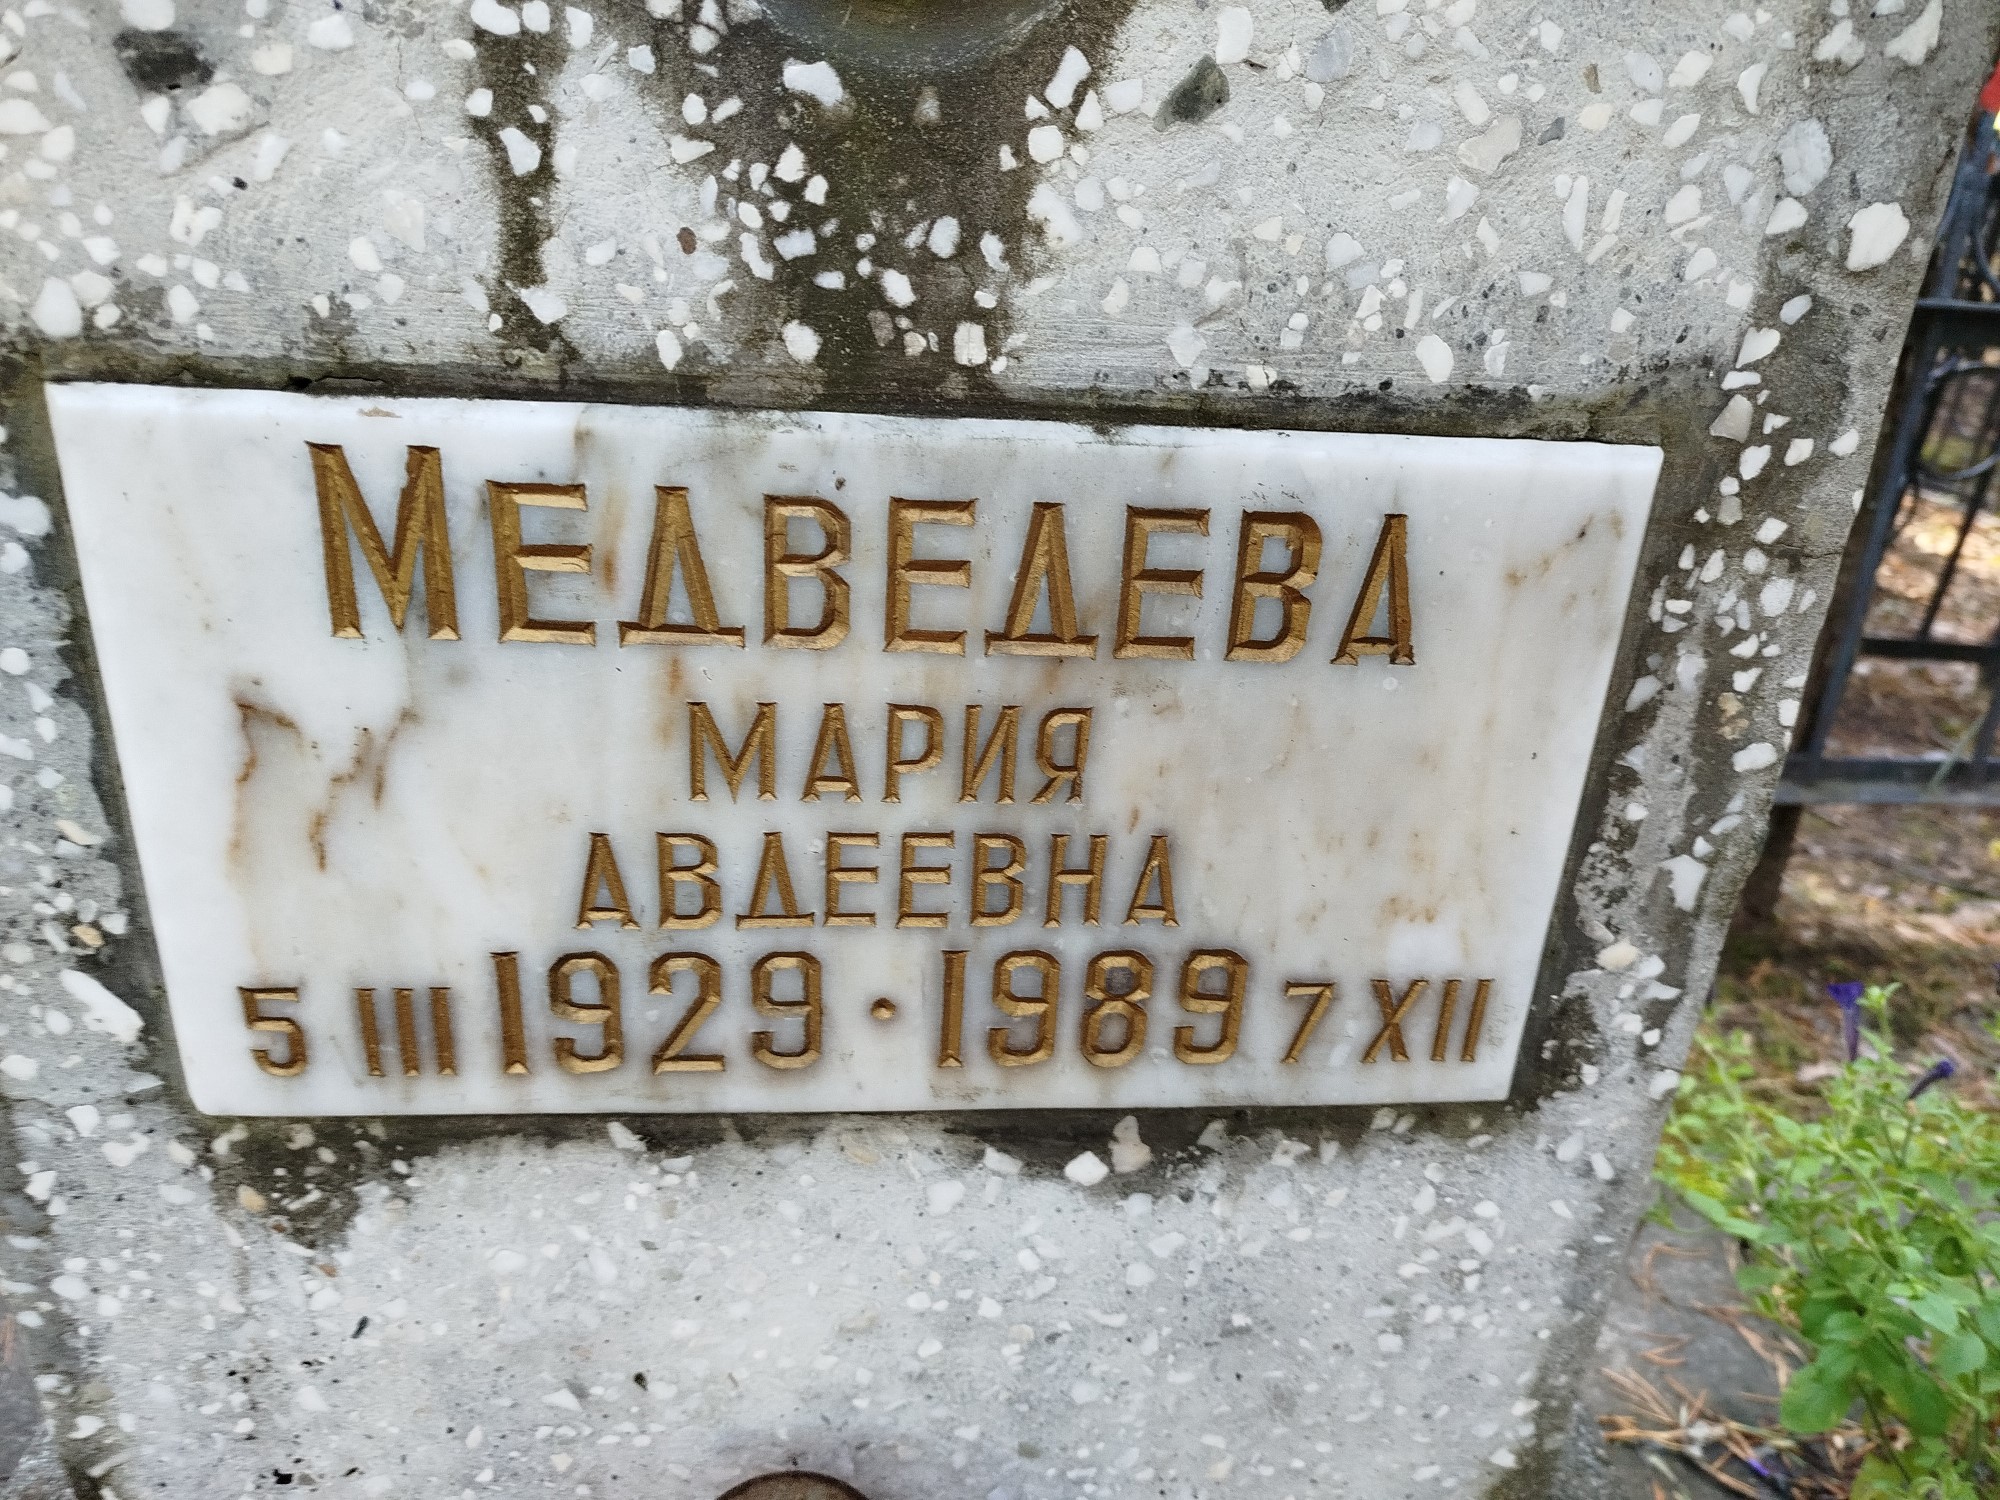 МЕДВЕДЕВА
МАРИЯ
АВДЕЕВНА
5 III 1929 · 1989 7 XII